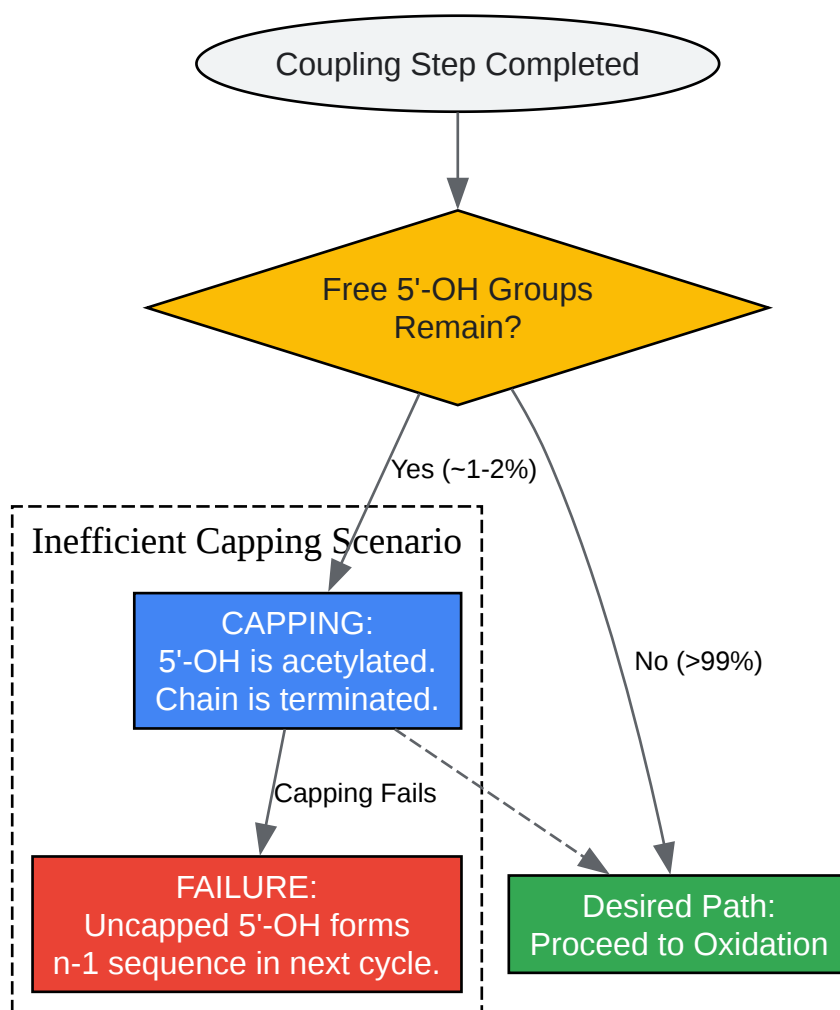 Coupling Step Completed
Free 5'-OH Groups
Remain?
Yes (~1-2%)
Inefficient Capping Scenario
CAPPING:
5'-OH is acetylated.
Chain is terminated.
No (>99%)
Capping Fails
FAILURE:
Uncapped 5'-OH forms
n-1 sequence in next cycle.
Desired Path:
Proceed to Oxidation